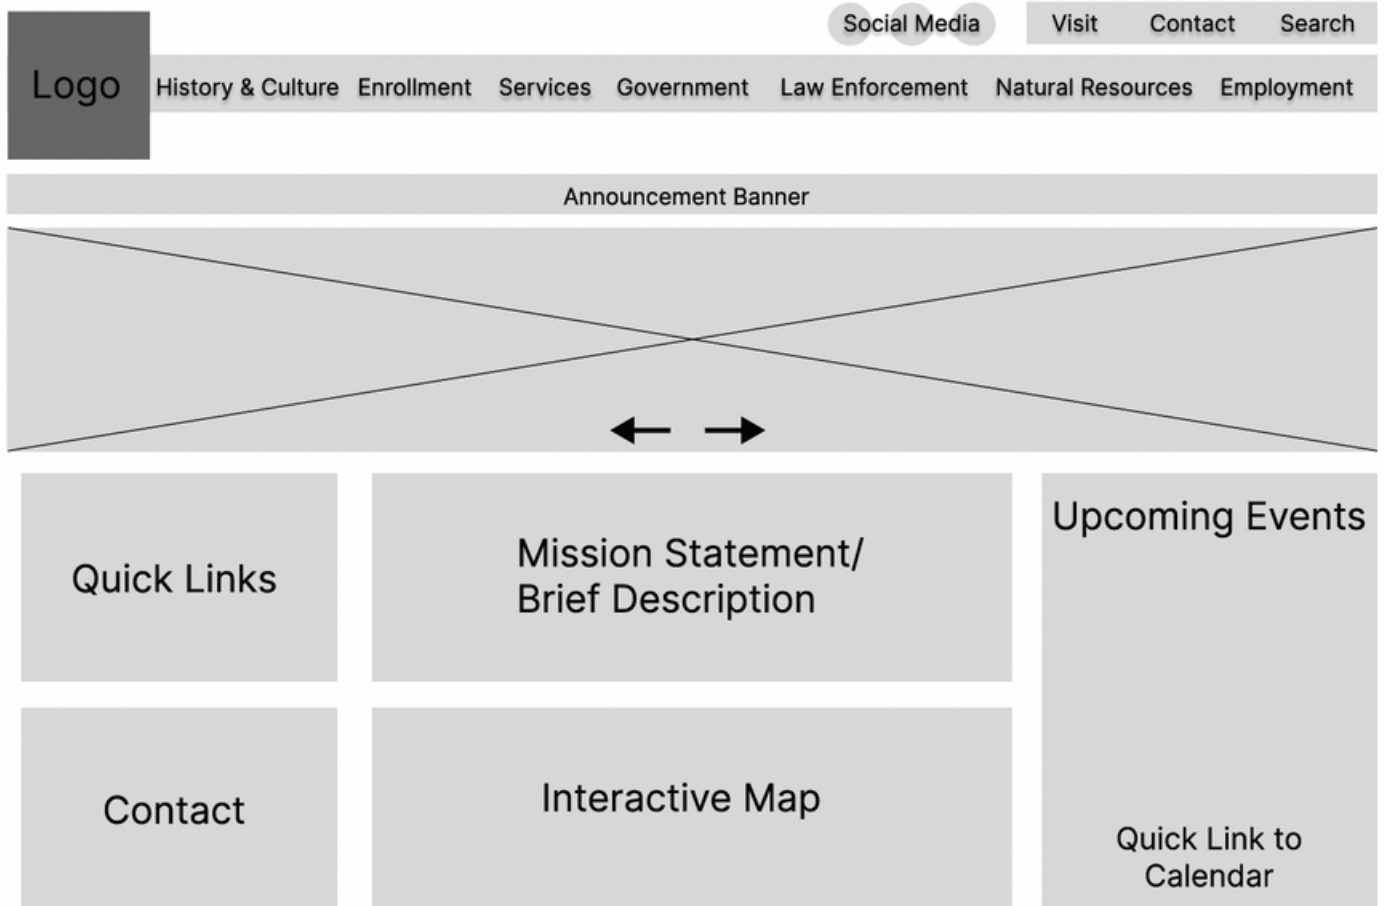 Social Media
Visit Contact Search
Logo
History & Culture Enrollment Services Government Law Enforcement Natural Resources Employment
Announcement Banner
Quick Links
Mission Statement/
Brief Description
Upcoming Events
Contact
Interactive Map
Quick Link to
Calendar